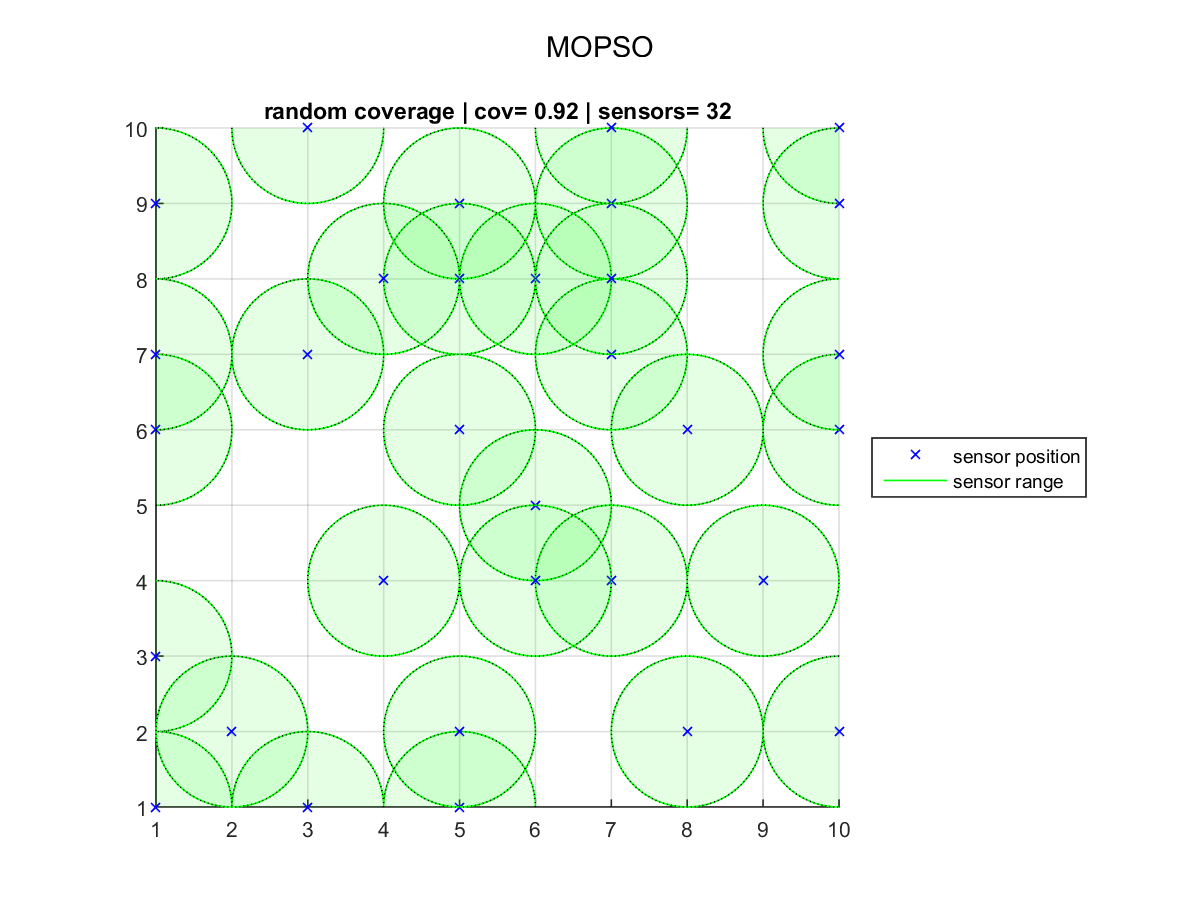 MOPSO
random coverage | cov= 0.92 | sensors= 32
10
9
8
7
6
5
4
3
2
1
1 2 3 4 5 6 7 8 9 10
sensor position
sensor range